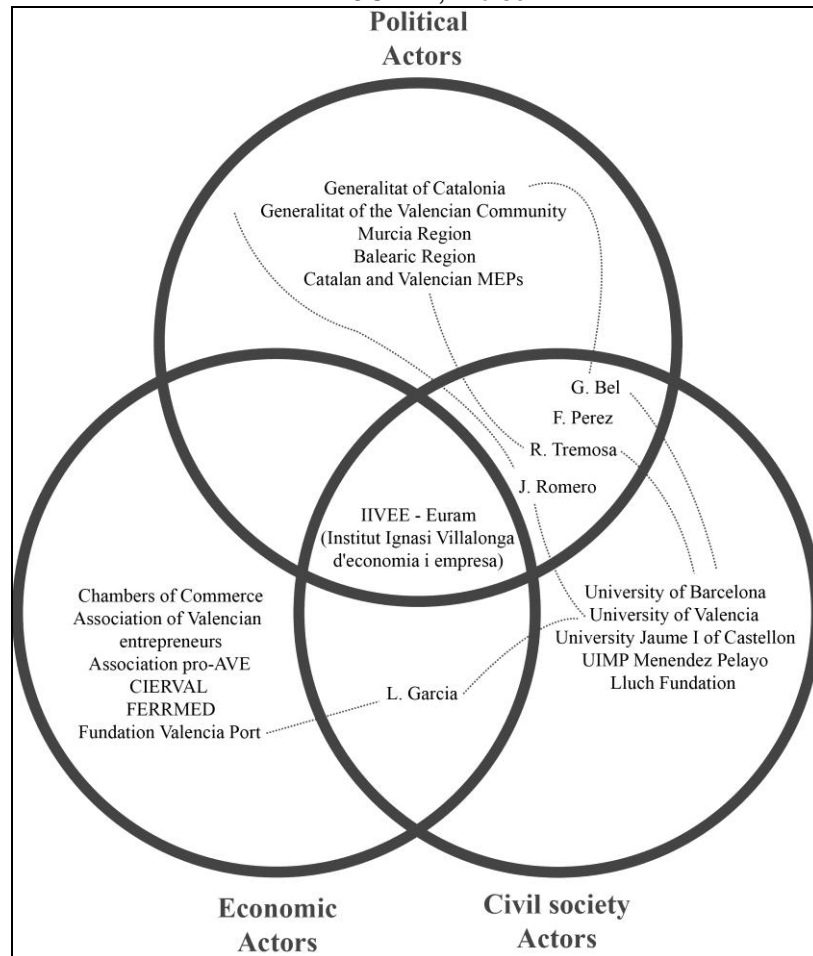 Political
Actors
Generalitat of Catalonia
Generalitat of the Valencian Community
Murcia Region
Balearic Region
Catalan and Valencian MEPs
G. Bel
F. Perez
R. Tremosa
J. Romero
IIVEE - Euram
(Institut Ignasi Villalonga
d'economia i empresa)
Chambers of Commerce
Association of Valencian
entrepreneurs
Association pro-AVE
CIERVAL
FERRMED
Fundation Valencia Port
L. Garcia
University of Barcelona
University of Valencia
University Jaume I of Castellon
UIMP Menendez Pelayo
Lluch Fundation
Economic
Actors
Civil society
Actors